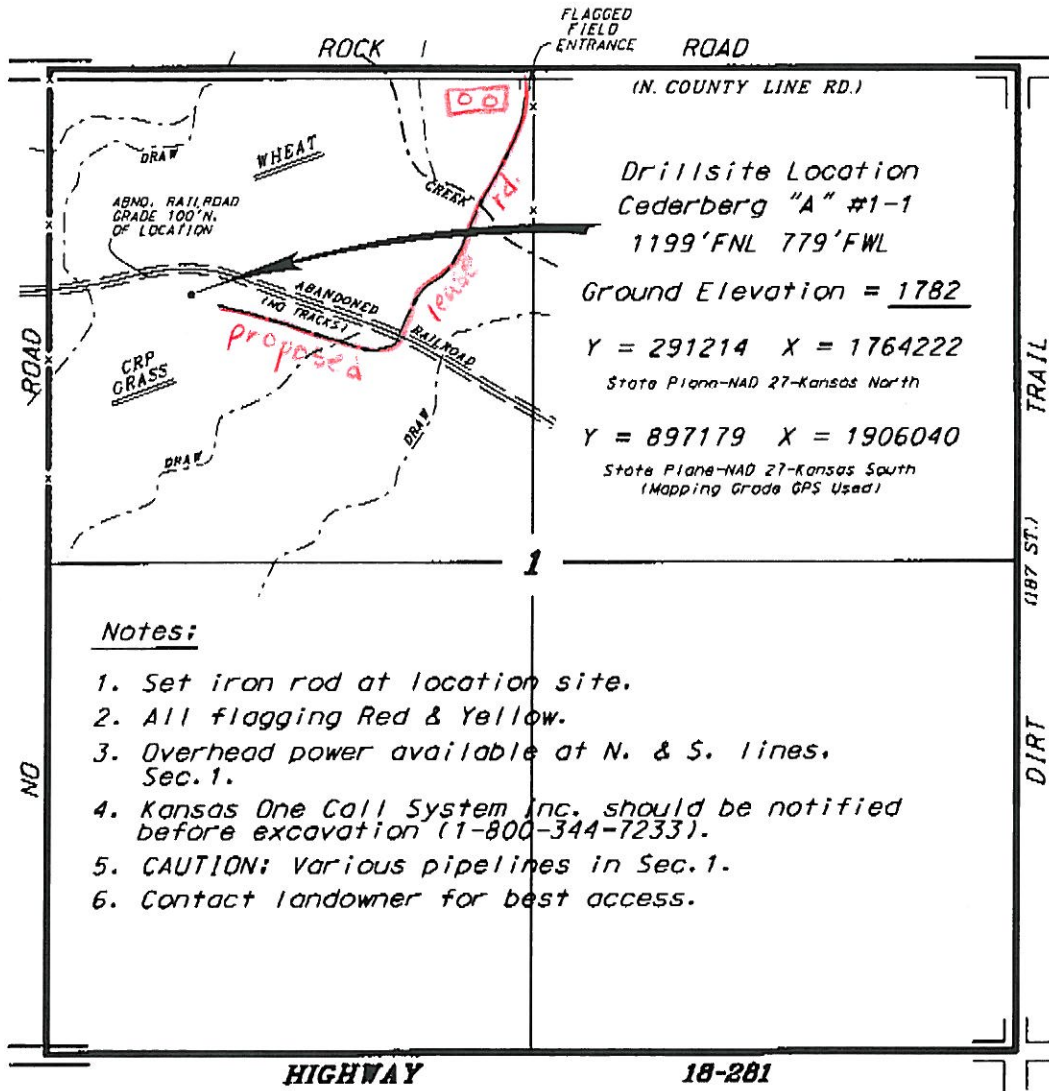 FLAGGED
FIELD
ENTRANCE
ROCK ROAD
(N. COUNTY LINE RD.)
DRAW
WHEAT
CREEK
rd.
lease
proposed
ABND. RAILROAD
GRADE 100'N.
OF LOCATION
ABANDONED
(NO TRACKS)
RAILROAD
CRP
GRASS
DRAW
DRAW
Drillsite Location
Cederberg "A" #1-1
1199'FNL 779'FWL
Ground Elevation = 1782
Y = 291214 X = 1764222
State Plane-NAD 27-Kansas North
Y = 897179 X = 1906040
State Plane-NAD 27-Kansas South
(Mapping Grade GPS Used)
NO ROAD
DIRT (187 ST.) TRAIL
1
Notes:
1. Set iron rod at location site.
2. All flagging Red & Yellow.
3. Overhead power available at N. & S. lines.
Sec.1.
4. Kansas One Call System inc. should be notified
before excavation (1-800-344-7233).
5. CAUTION: Various pipelines in Sec.1.
6. Contact landowner for best access.
HIGHWAY 18-281